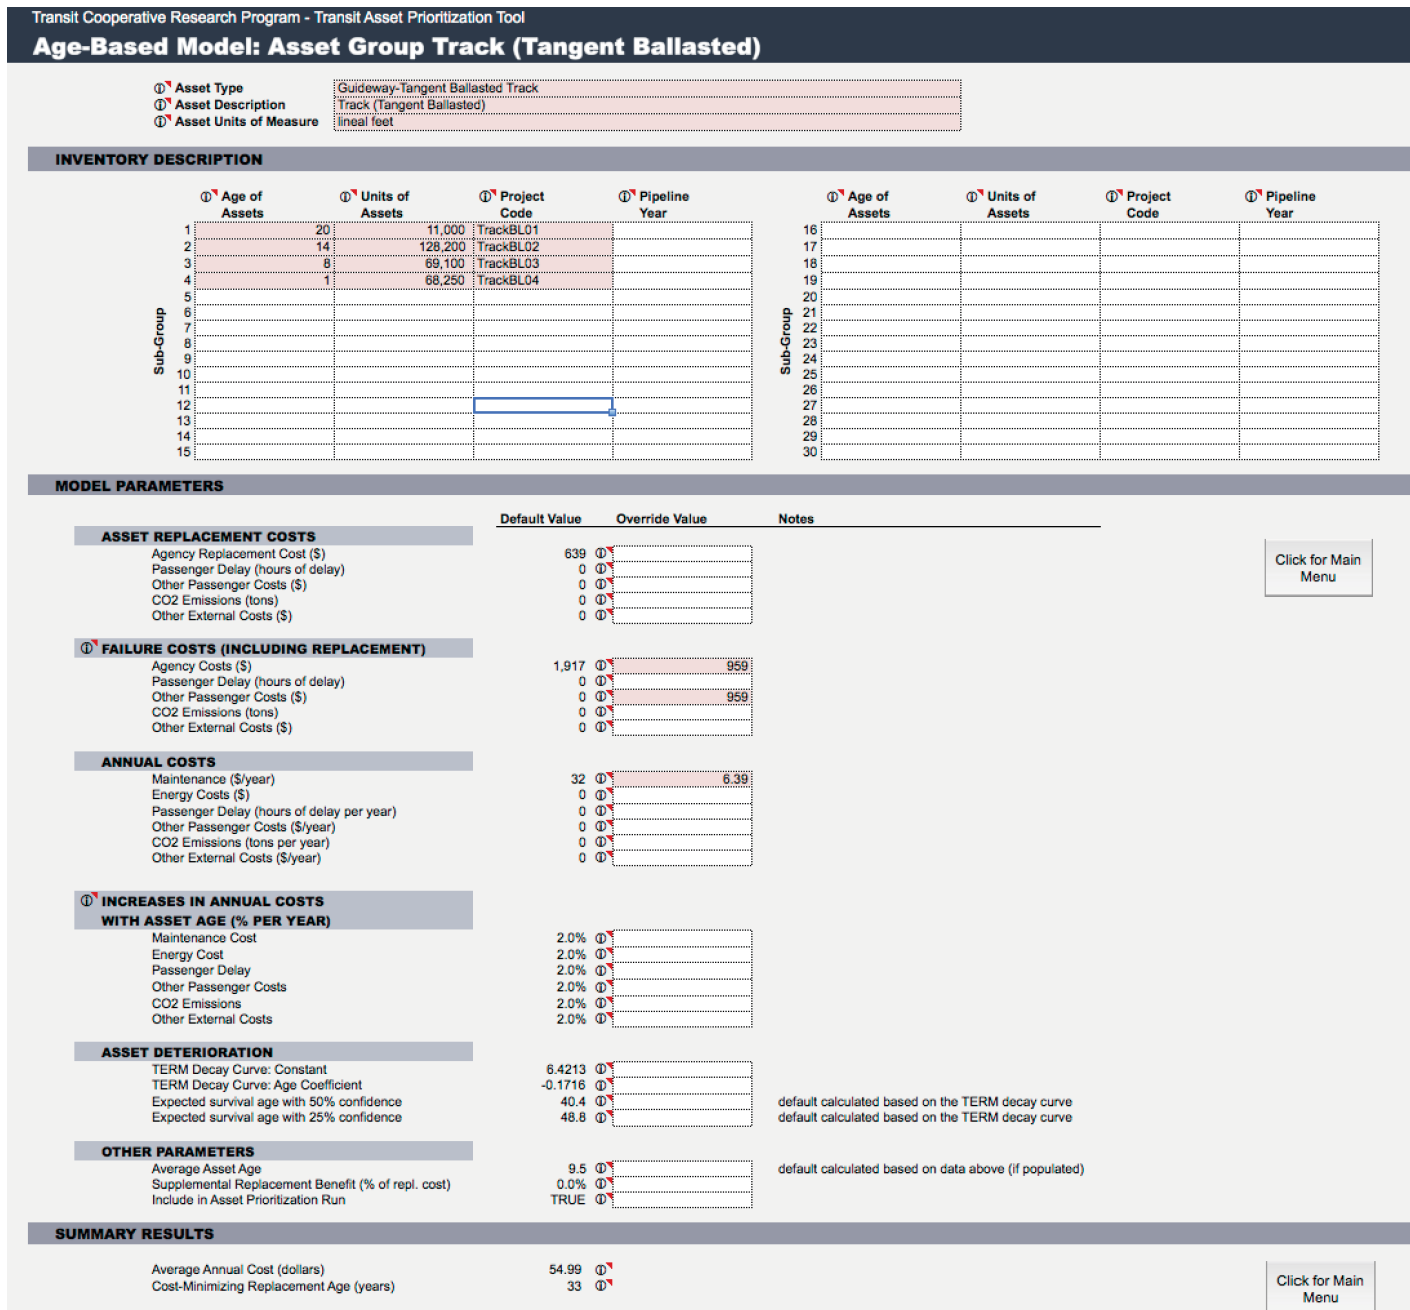 Transit Cooperative Research Program - Transit Asset Prioritization Tool
Age-Based Model: Asset Group Track (Tangent Ballasted)
Asset Type Guideway-Tangent Ballasted Track
Asset Description Track (Tangent Ballasted)
Asset Units of Measure lineal feet
INVENTORY DESCRIPTION
Age of Units of Project Pipeline Age of Units of Project Pipeline
Assets Assets Code Year Assets Assets Code Year
1 20 11,000 TrackBL01 16
2 14 128,200 TrackBL02 17
3 8 69,100 TrackBL03 18
4 1 68,250 TrackBL04 19
5 20
6 21
7 22
8 23
9 24
10 25
11 26
12 27
13 28
14 29
15 30
Sub-Group Sub-Group
MODEL PARAMETERS
Default Value Override Value Notes
ASSET REPLACEMENT COSTS
Agency Replacement Cost ($) 639
Passenger Delay (hours of delay) 0
Other Passenger Costs ($) 0
CO2 Emissions (tons) 0
Other External Costs ($) 0
Click for Main
Menu
FAILURE COSTS (INCLUDING REPLACEMENT)
Agency Costs ($) 1,917 959
Passenger Delay (hours of delay) 0
Other Passenger Costs ($) 0 959
CO2 Emissions (tons) 0
Other External Costs ($) 0
ANNUAL COSTS
Maintenance ($/year) 32 6.39
Energy Costs ($) 0
Passenger Delay (hours of delay per year) 0
Other Passenger Costs ($/year) 0
CO2 Emissions (tons per year) 0
Other External Costs ($/year) 0
INCREASES IN ANNUAL COSTS
WITH ASSET AGE (% PER YEAR)
Maintenance Cost 2.0%
Energy Cost 2.0%
Passenger Delay 2.0%
Other Passenger Costs 2.0%
CO2 Emissions 2.0%
Other External Costs 2.0%
ASSET DETERIORATION
TERM Decay Curve: Constant 6.4213
TERM Decay Curve: Age Coefficient -0.1716
Expected survival age with 50% confidence 40.4 default calculated based on the TERM decay curve
Expected survival age with 25% confidence 48.8 default calculated based on the TERM decay curve
OTHER PARAMETERS
Average Asset Age 9.5 default calculated based on data above (if populated)
Supplemental Replacement Benefit (% of repl. cost) 0.0%
Include in Asset Prioritization Run TRUE
SUMMARY RESULTS
Average Annual Cost (dollars) 54.99
Cost-Minimizing Replacement Age (years) 33
Click for Main
Menu